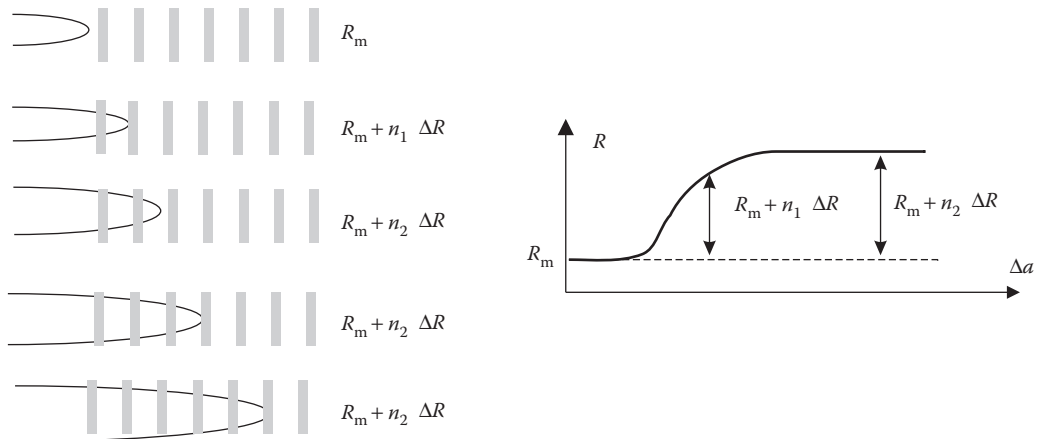 Rm
Rm + n1 ΔR
Rm + n2 ΔR
Rm + n2 ΔR
Rm + n2 ΔR
R
Rm + n1 ΔR
Rm + n2 ΔR
Rm
Δa